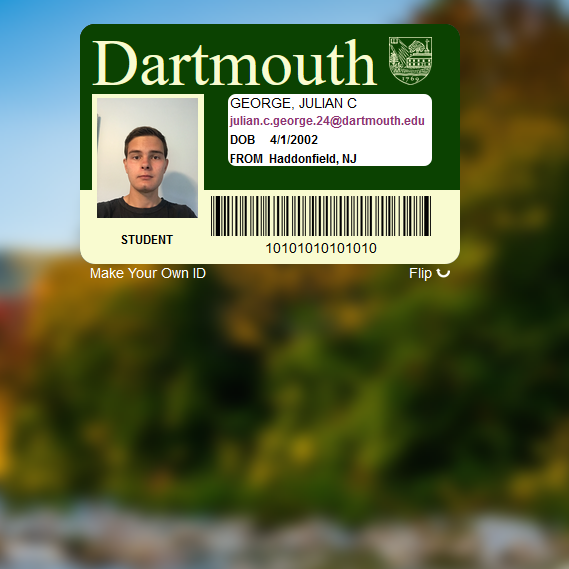 Dartmouth
1769
GEORGE, JULIAN C
julian.c.george.24@dartmouth.edu
DOB 4/1/2002
FROM Haddonfield, NJ
STUDENT
10101010101010
Make Your Own ID
Flip